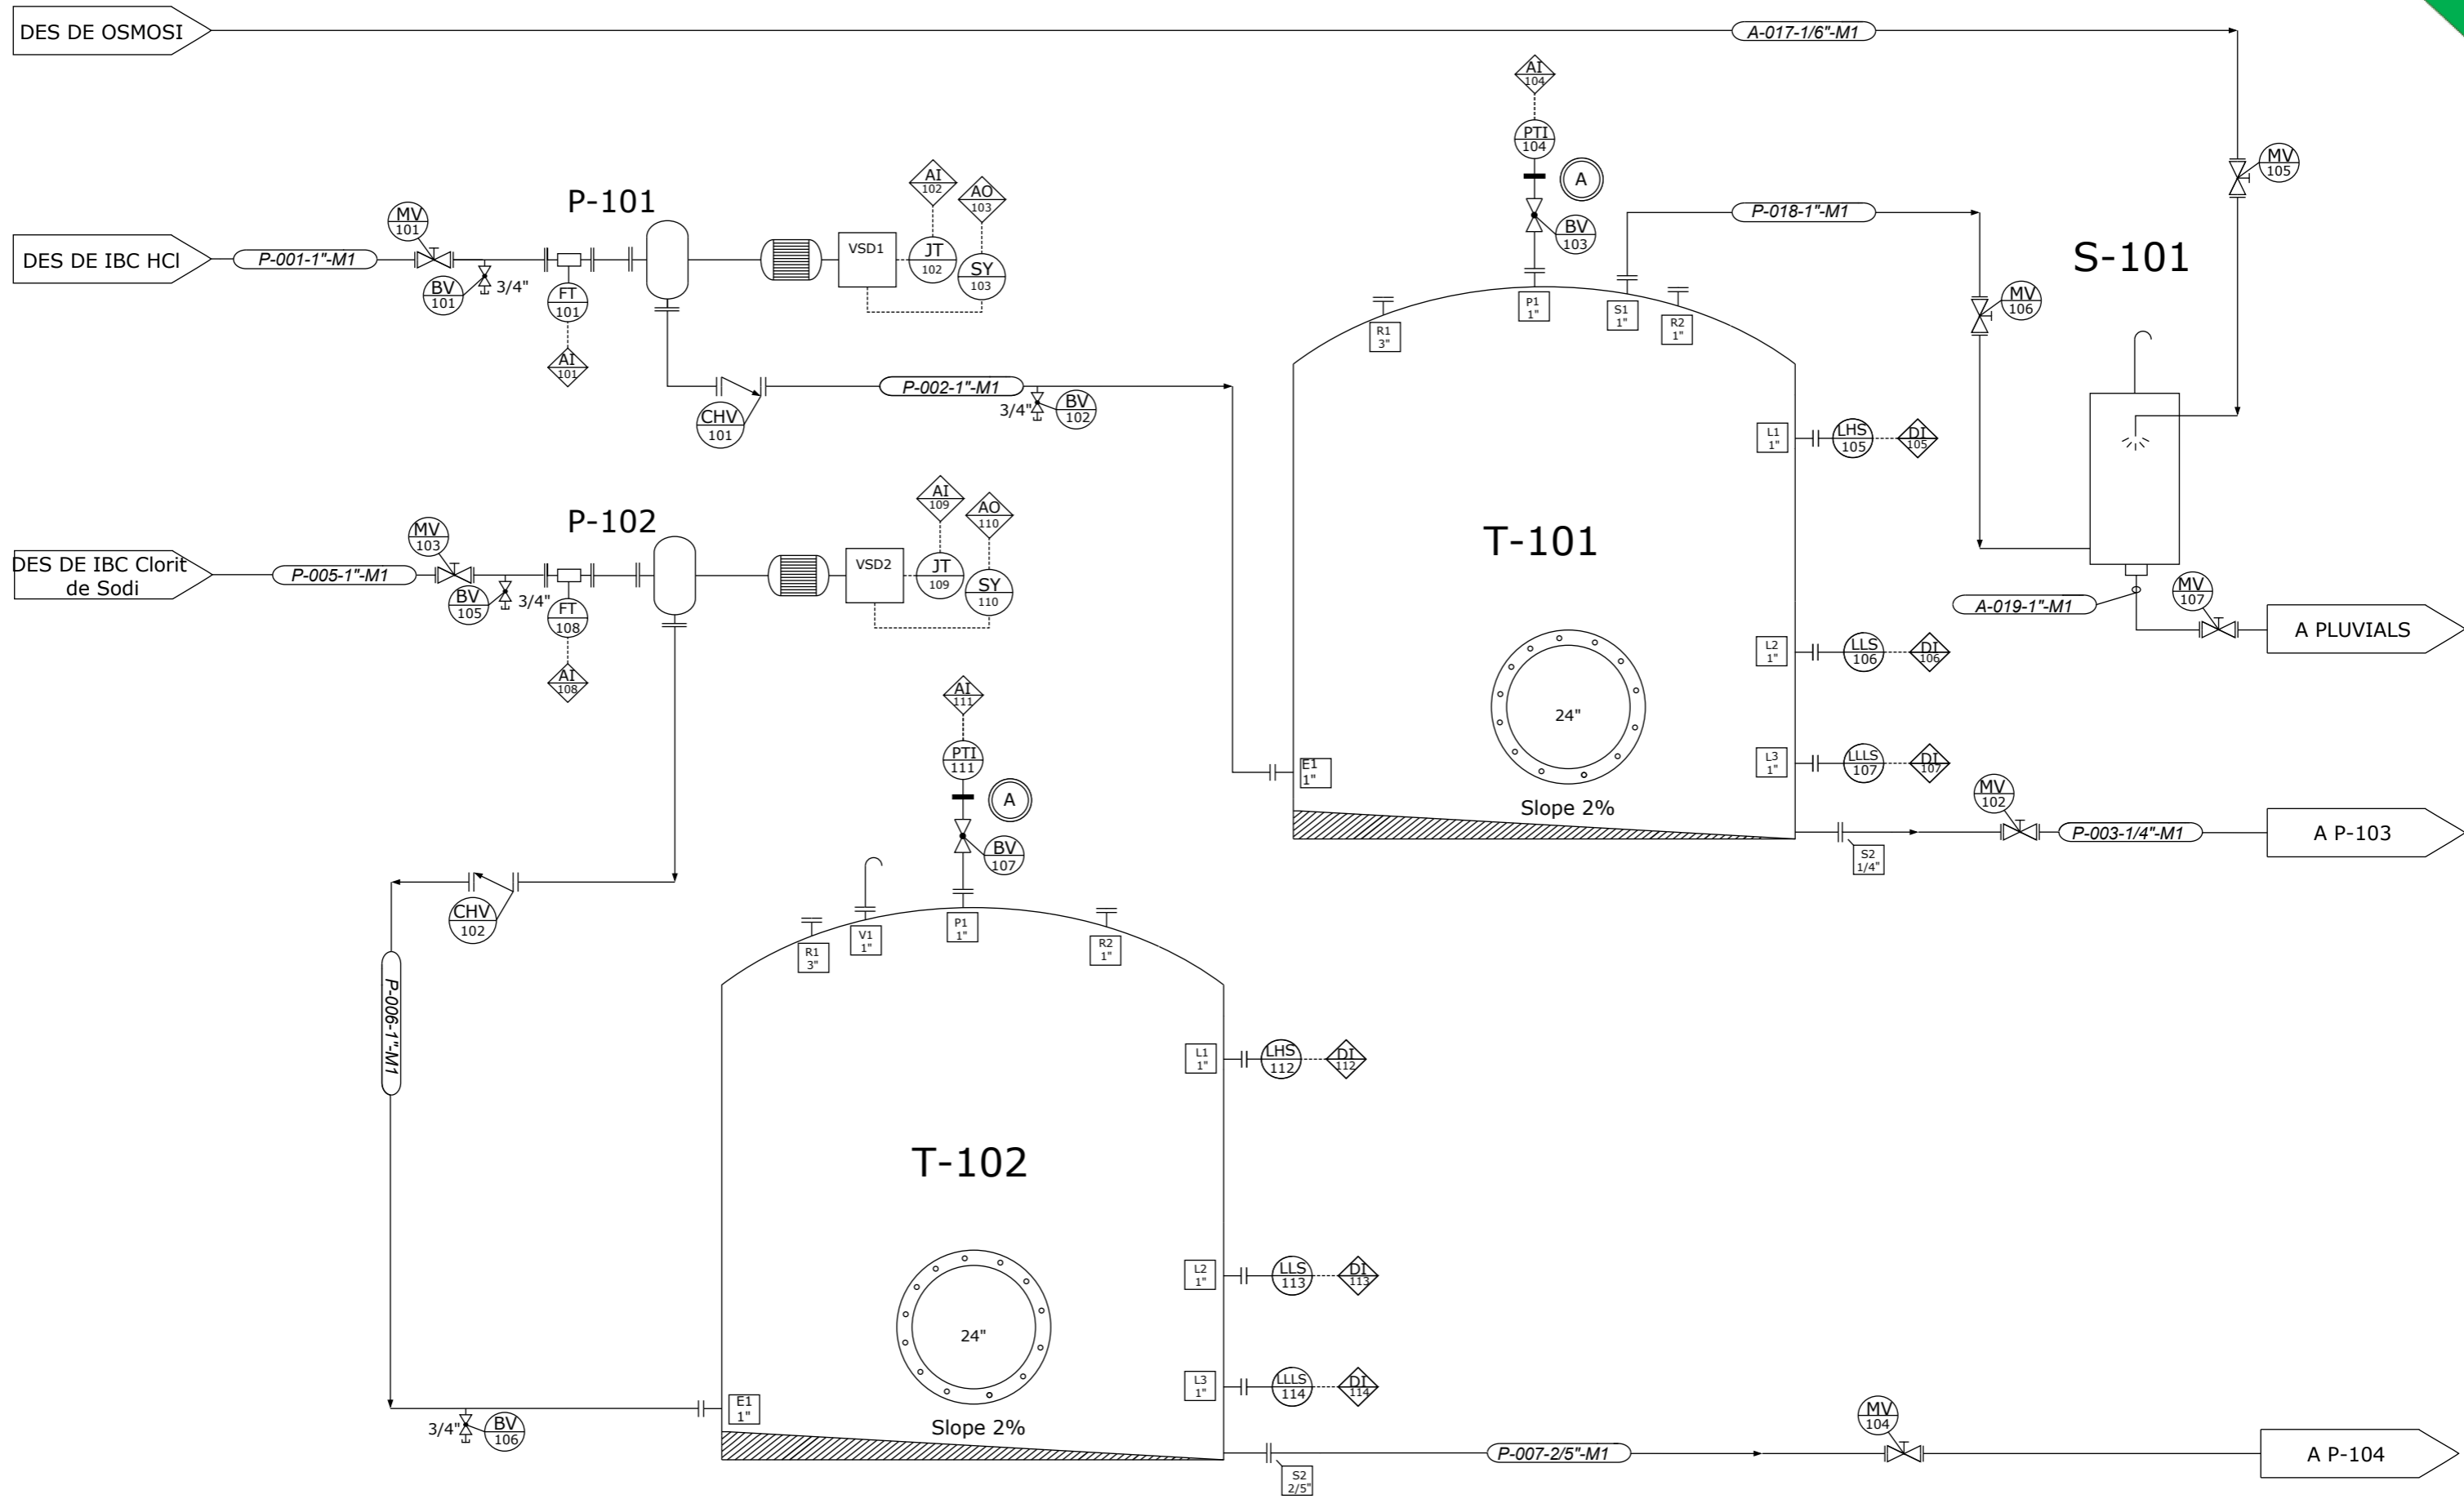 DES DE OSMOSI
A-017-1/6"-M1
AI
104
PTI
104
A
BV
103
MV
105
P-101
AI
102
AO
103
MV
101
DES DE IBC HCl
P-001-1"-M1
BV
101
3/4"
FT
101
AI
101
VSD1
JT
102
SY
103
P-018-1"-M1
S-101
MV
106
R1
3"
P1
1"
S1
1"
R2
1"
CHV
101
P-002-1"-M1
3/4"
BV
102
L1
1"
LHS
105
DI
105
T-101
P-102
AI
109
AO
110
MV
103
DES DE IBC Clorit
de Sodi
P-005-1"-M1
BV
105
3/4"
FT
108
AI
108
VSD2
JT
109
SY
110
A-019-1"-M1
MV
107
A PLUVIALS
L2
1"
LLS
106
DI
106
24"
L3
1"
LLLS
107
DI
107
E1
1"
Slope 2%
MV
102
P-003-1/4"-M1
A P-103
S2
1/4"
AI
111
PTI
111
A
BV
107
CHV
102
P-006-1"-M1
R1
3"
V1
1"
P1
1"
R2
1"
L1
1"
LHS
112
DI
112
T-102
L2
1"
LLS
113
DI
113
24"
L3
1"
LLLS
114
DI
114
E1
1"
3/4"
BV
106
Slope 2%
S2
2/5"
P-007-2/5"-M1
MV
104
A P-104